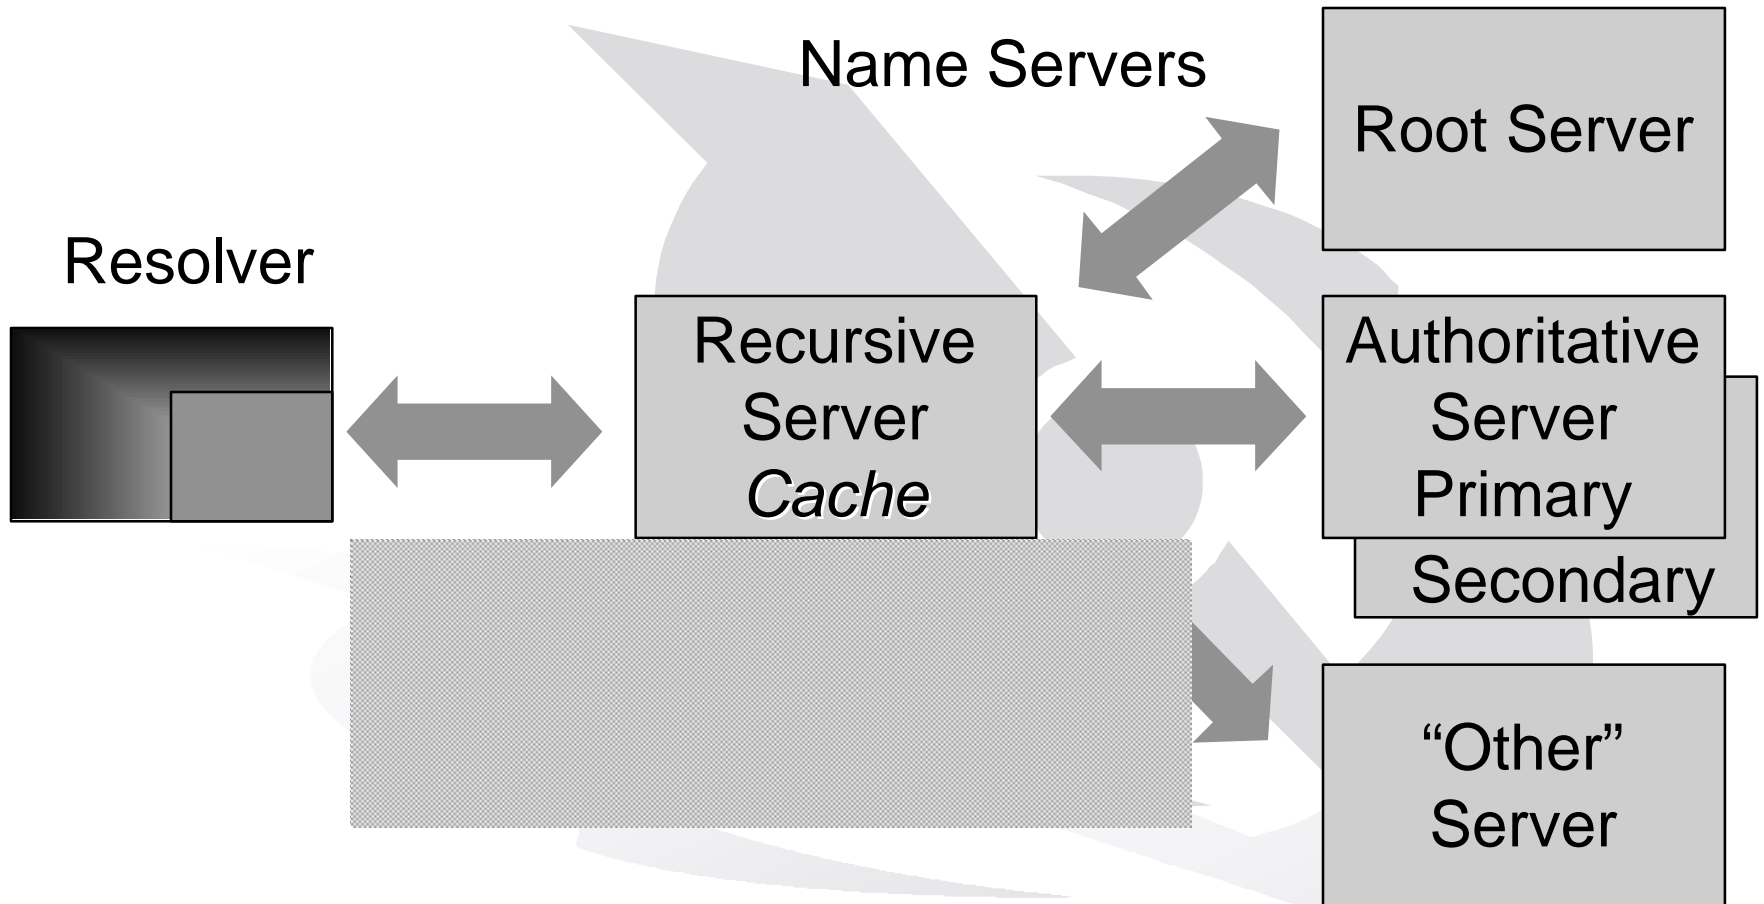 Name Servers
Root Server
Resolver
Recursive
Server
Cache
Authoritative
Server
Primary
Secondary
“Other”
Server